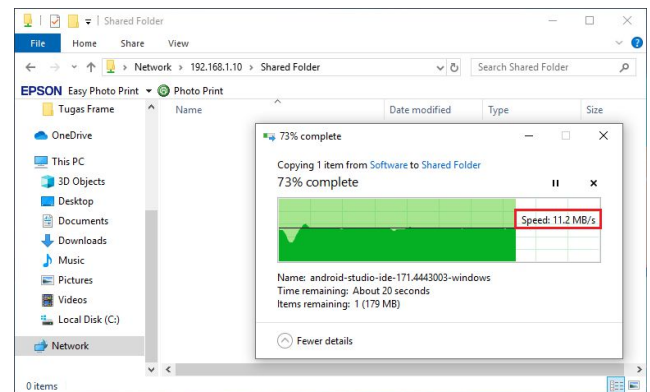 Shared Folder
File Home Share View
Network > 192.168.1.10 > Shared Folder
Search Shared Folder
EPSON Easy Photo Print Photo Print
Tugas Frame
OneDrive
This PC
3D Objects
Desktop
Documents
Downloads
Music
Pictures
Videos
Local Disk (C:)
Network
Name Date modified Type Size
73% complete
Copying 1 item from Software to Shared Folder
73% complete
Speed: 11.2 MB/s
Name: android-studio-ide-171.4443003-windows
Time remaining: About 20 seconds
Items remaining: 1 (179 MB)
Fewer details
0 items